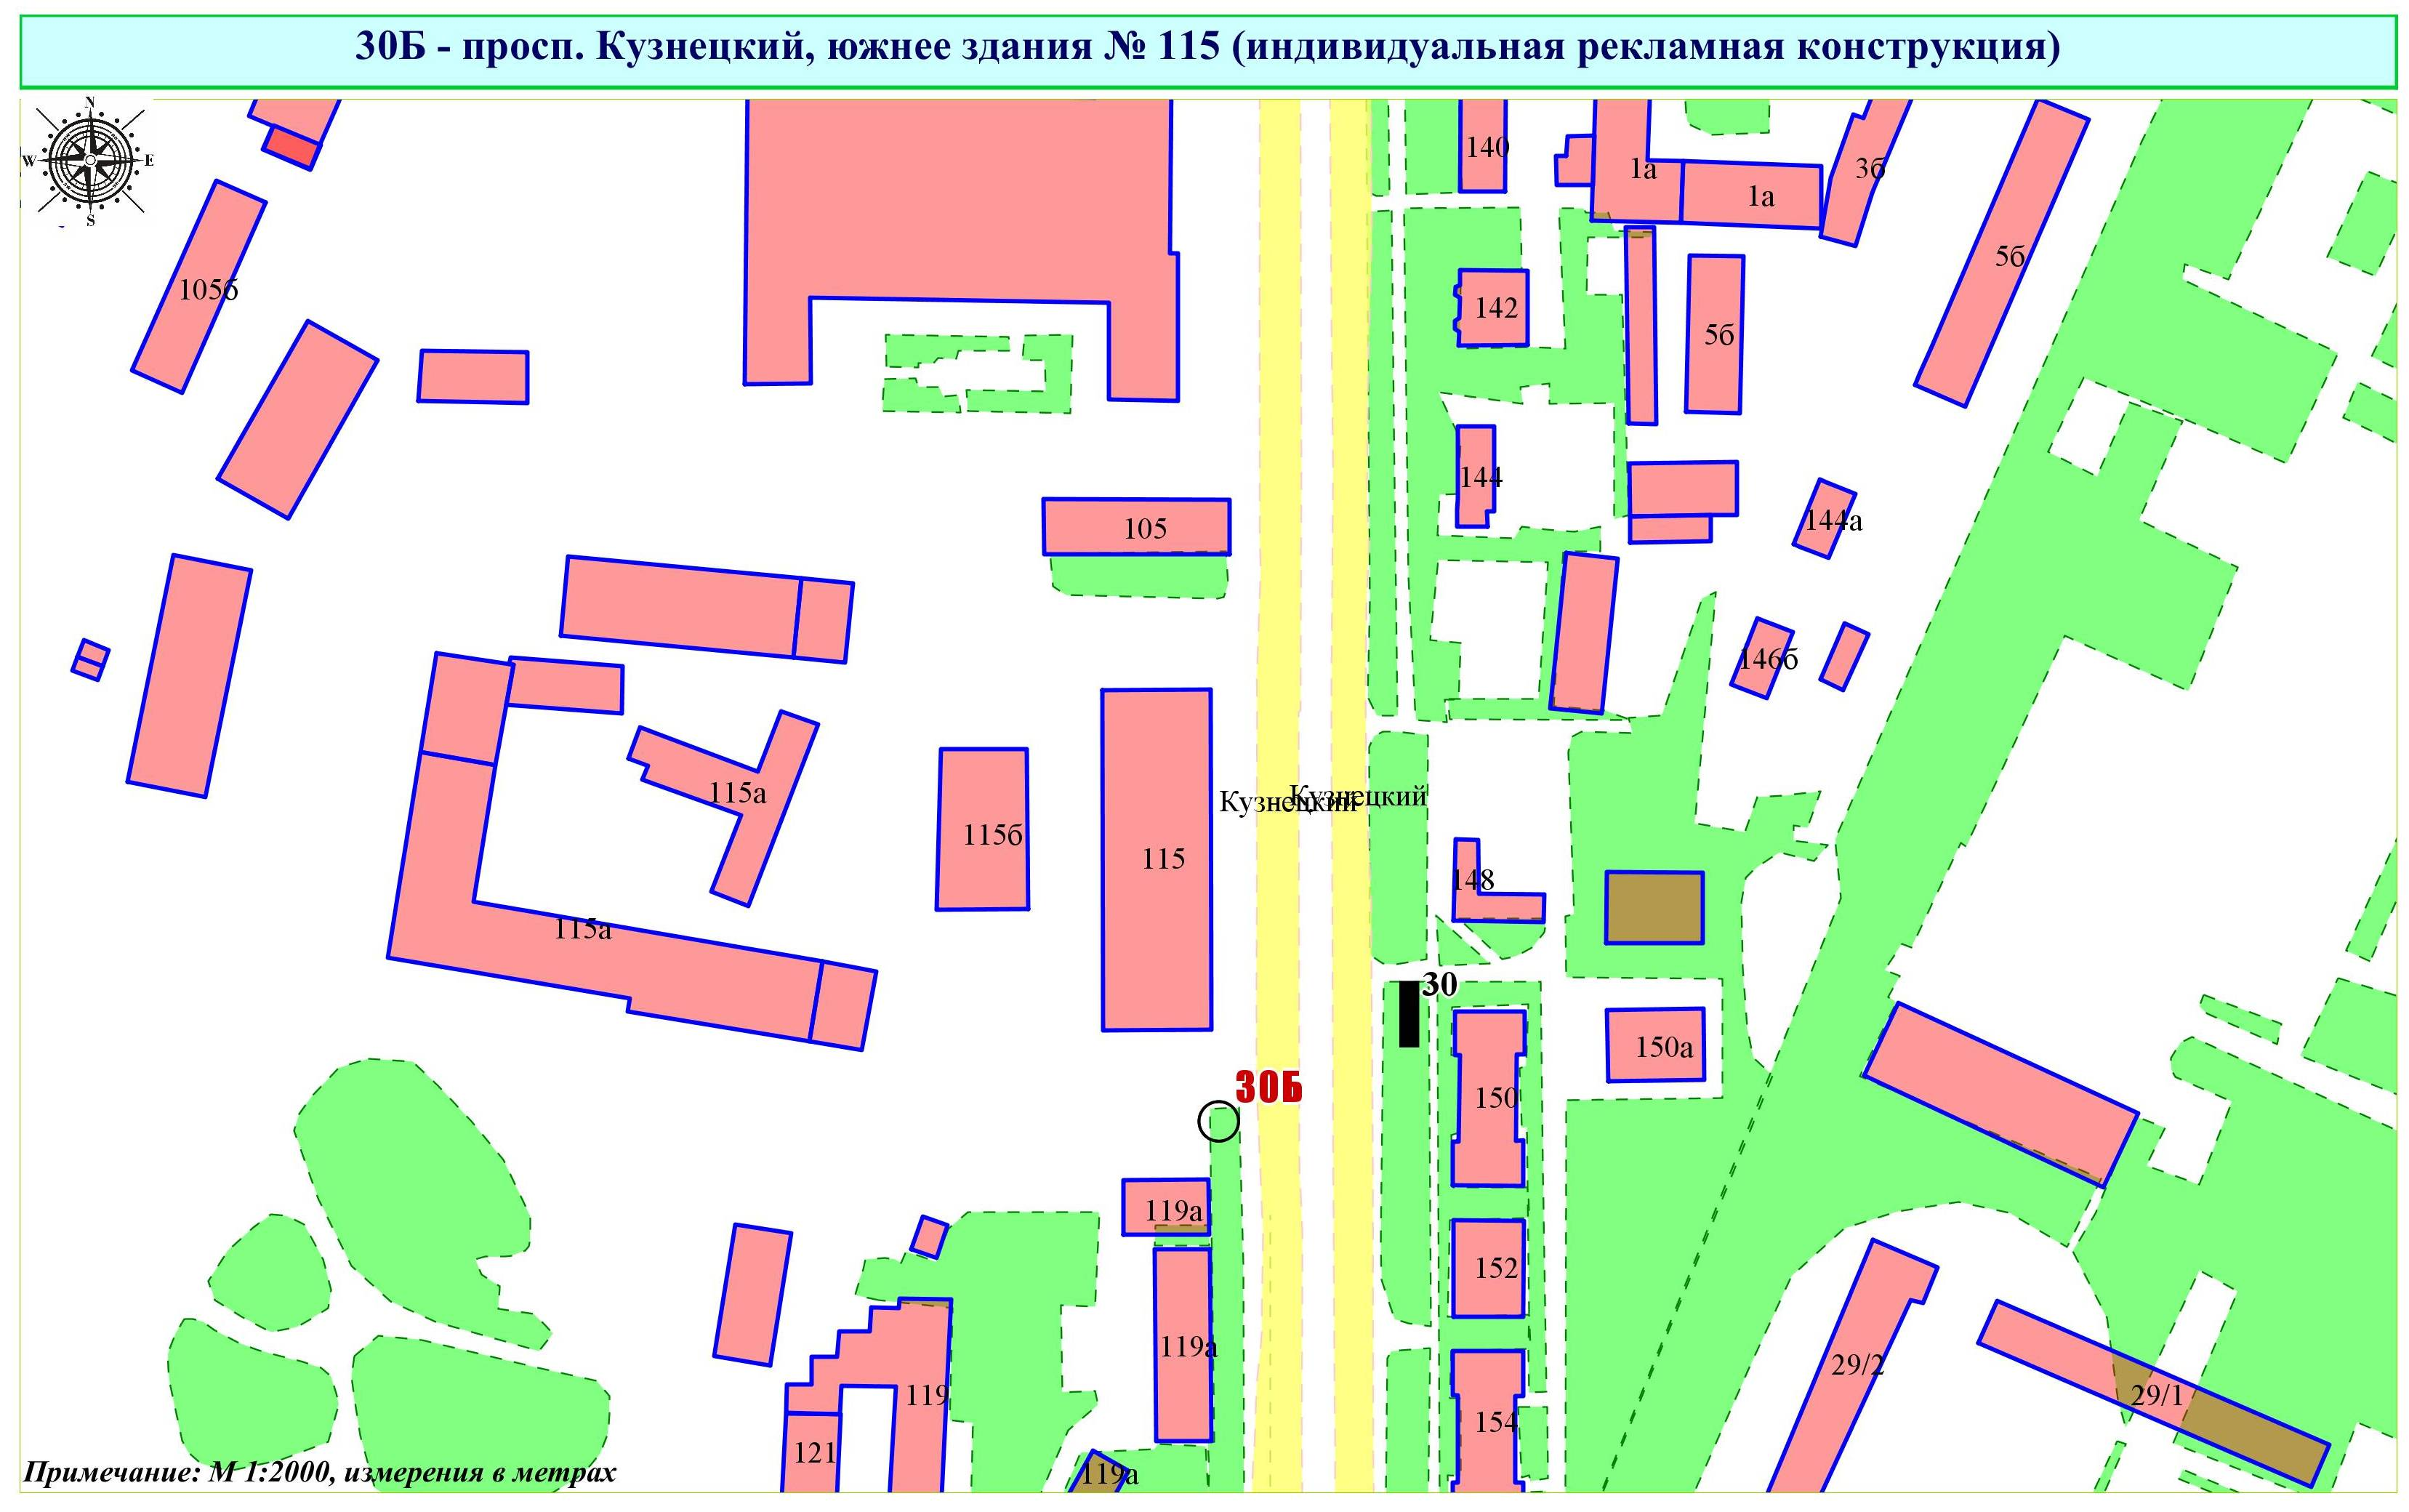 30Б - просп. Кузнецкий, южнее здания № 115 (индивидуальная рекламная конструкция)
N
W E
S
140
1а
1а
3б
105б
5б
142
5б
144
105
144а
146б
115а
Кузнецкий
Кузнецкий
115б
115
148
115а
30
150а
30Б
150
119а
152
119а
29/2
119
29/1
154
121
119а
Примечание: М 1:2000, измерения в метрах